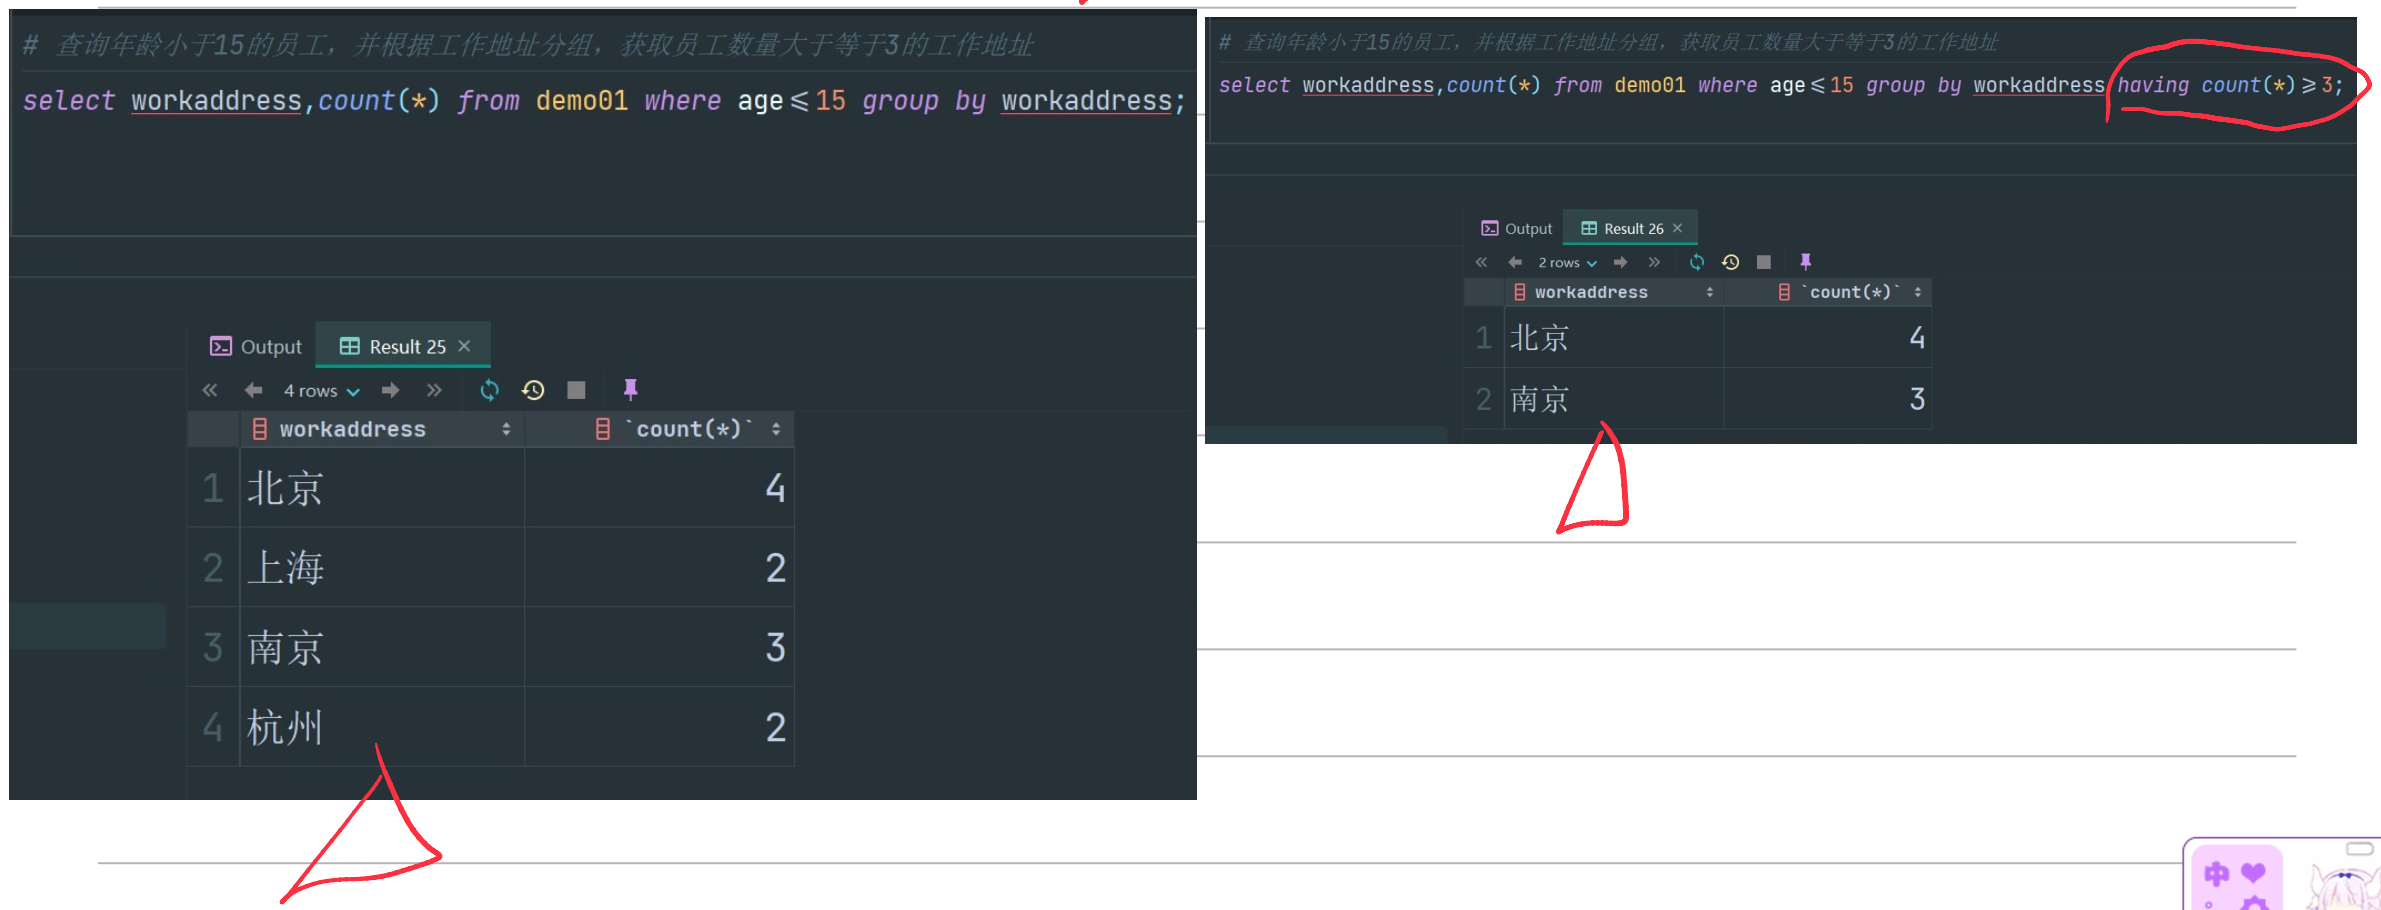 # 查询年龄小于15的员工，并根据工作地址分组，获取员工数量大于等于3的工作地址
select workaddress,count(*) from demo01 where age<=15 group by workaddress;
Output
Result 25
4 rows
workaddress
`count(*)`
1 北京 4
2 上海 2
3 南京 3
4 杭州 2
# 查询年龄小于15的员工，并根据工作地址分组，获取员工数量大于等于3的工作地址
select workaddress,count(*) from demo01 where age<=15 group by workaddress having count(*)>=3;
Output
Result 26
2 rows
workaddress
`count(*)`
1 北京 4
2 南京 3
中